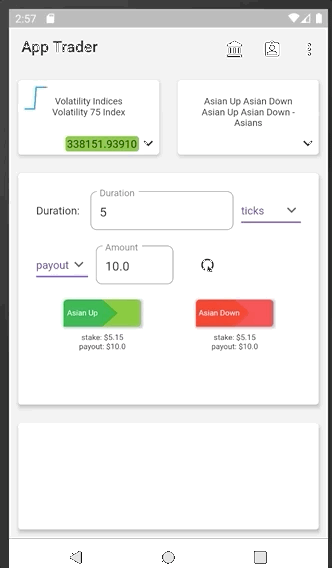 2:57
App Trader
Volatility Indices
Volatility 75 Index
338151.93910
Asian Up Asian Down
Asian Up Asian Down -
Asians
Duration
Duration: 5 ticks
Amount
payout 10.0
Asian Up
stake: $5.15
payout: $10.0
Asian Down
stake: $5.15
payout: $10.0